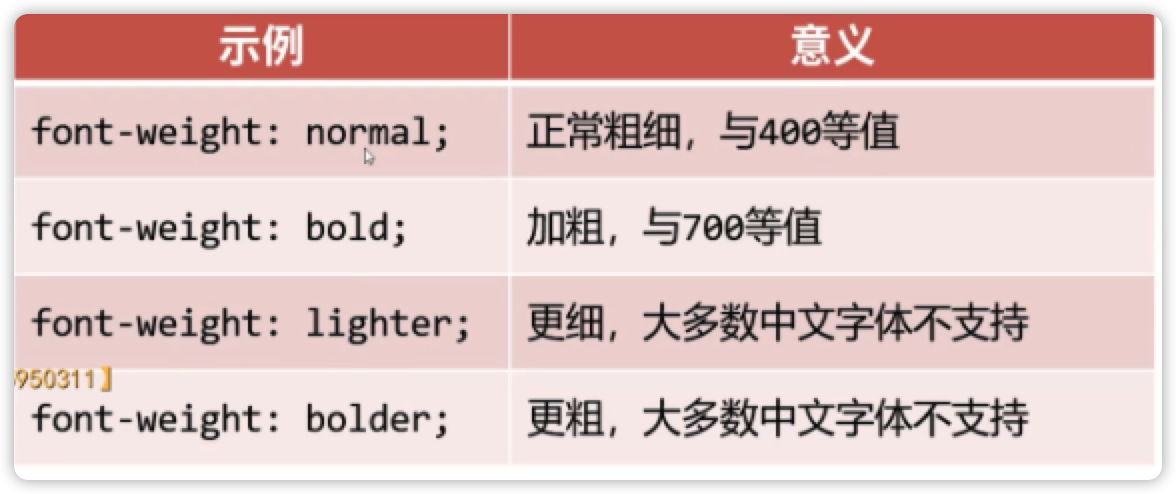 示例 意义
font-weight: normal; 正常粗细，与400等值
font-weight: bold; 加粗，与700等值
font-weight: lighter; 更细，大多数中文字体不支持
950311】
font-weight: bolder; 更粗，大多数中文字体不支持